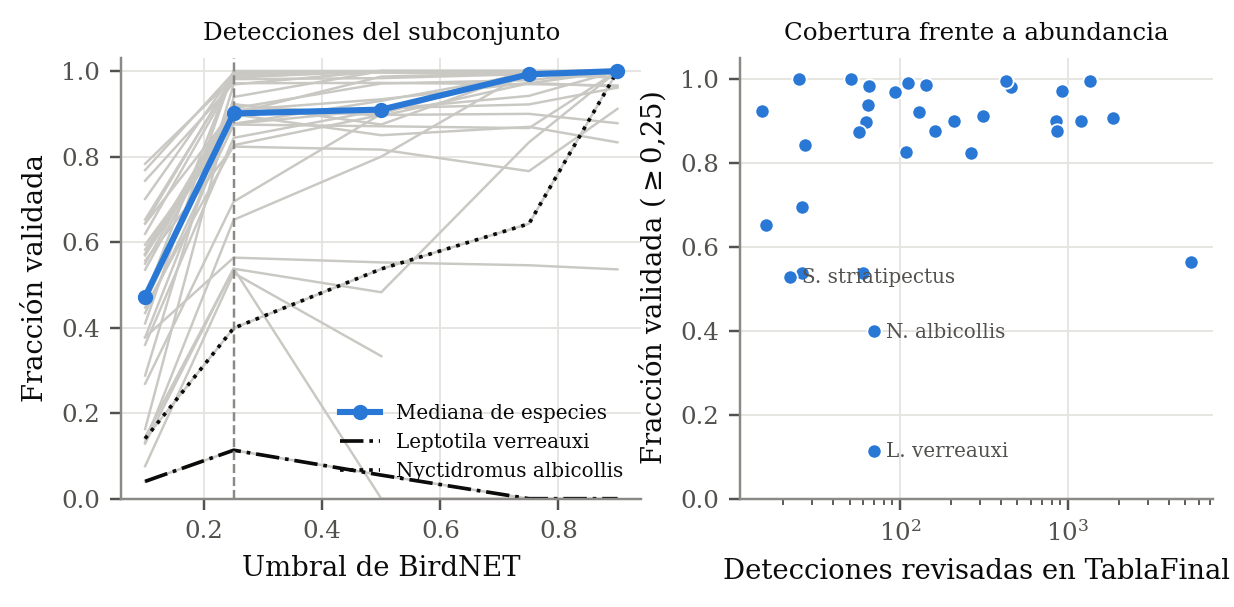 Detecciones del subconjunto
Fracción validada
1.0
0.8
0.6
0.4
0.2
0.0
0.2
0.4
0.6
0.8
Umbral de BirdNET
Mediana de especies
Leptotila verreauxi
Nyctidromus albicollis
Cobertura frente a abundancia
Fracción validada ( ≥ 0,25)
1.0
0.8
0.6
0.4
0.2
0.0
S. striatipectus
N. albicollis
L. verreauxi
10²
10³
Detecciones revisadas en TablaFinal